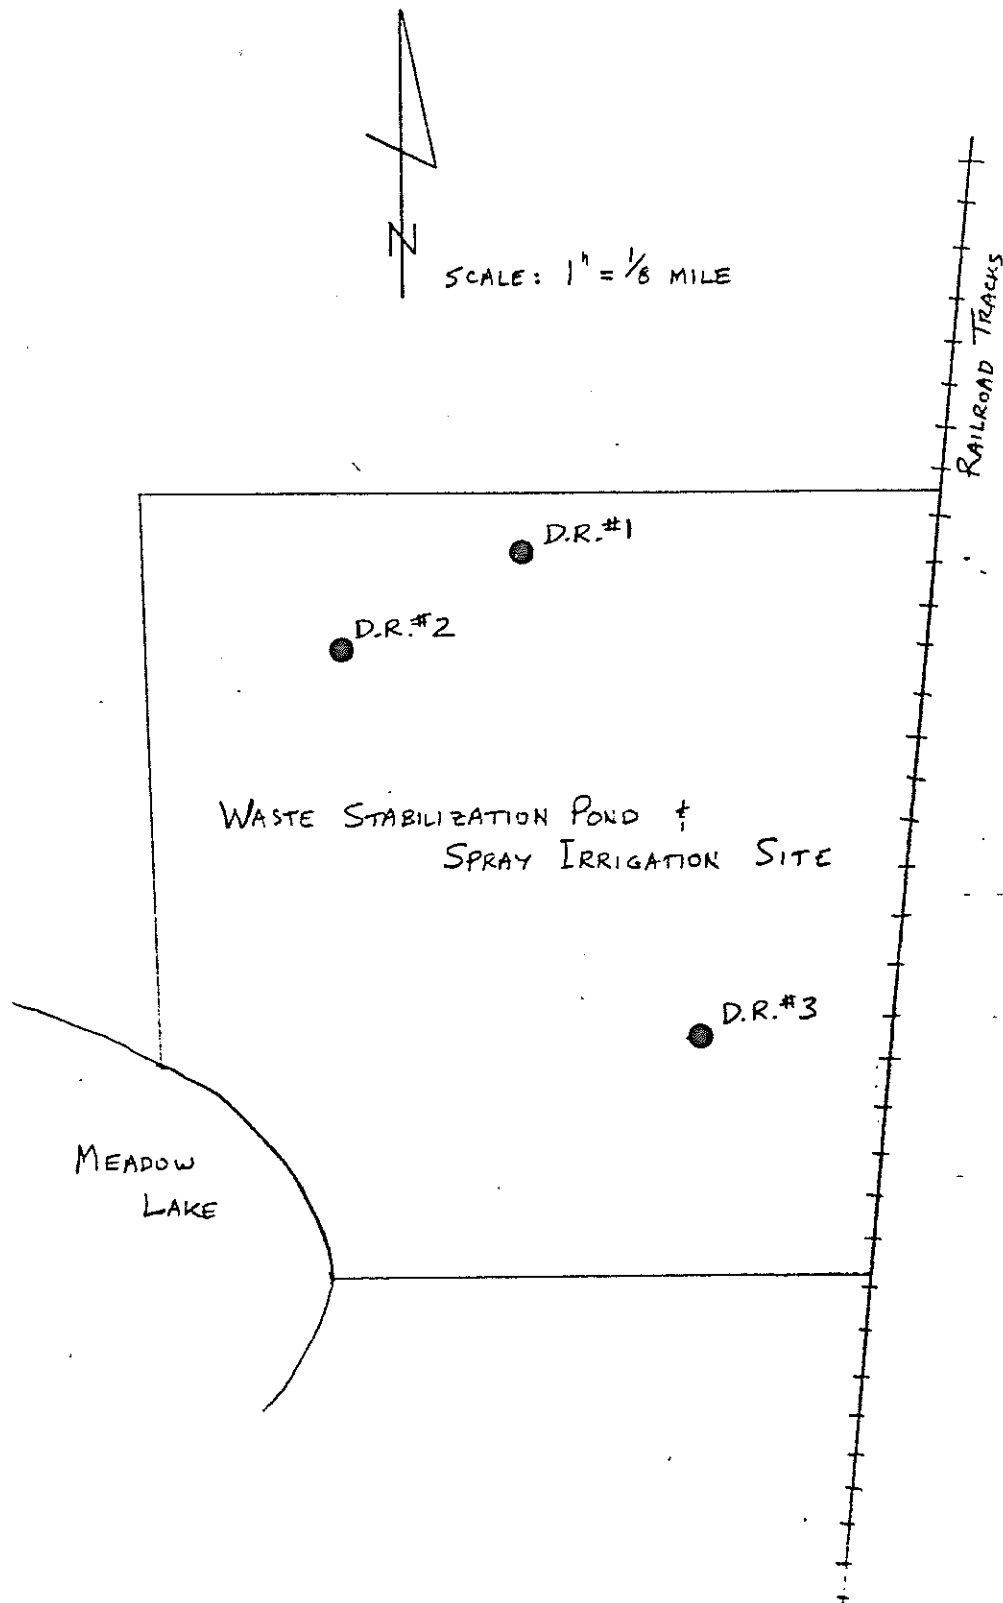 N
SCALE: 1" = 1/8 MILE
RAILROAD TRACKS
D.R.#1
D.R.#2
WASTE STABILIZATION POND &
SPRAY IRRIGATION SITE
D.R.#3
MEADOW
LAKE